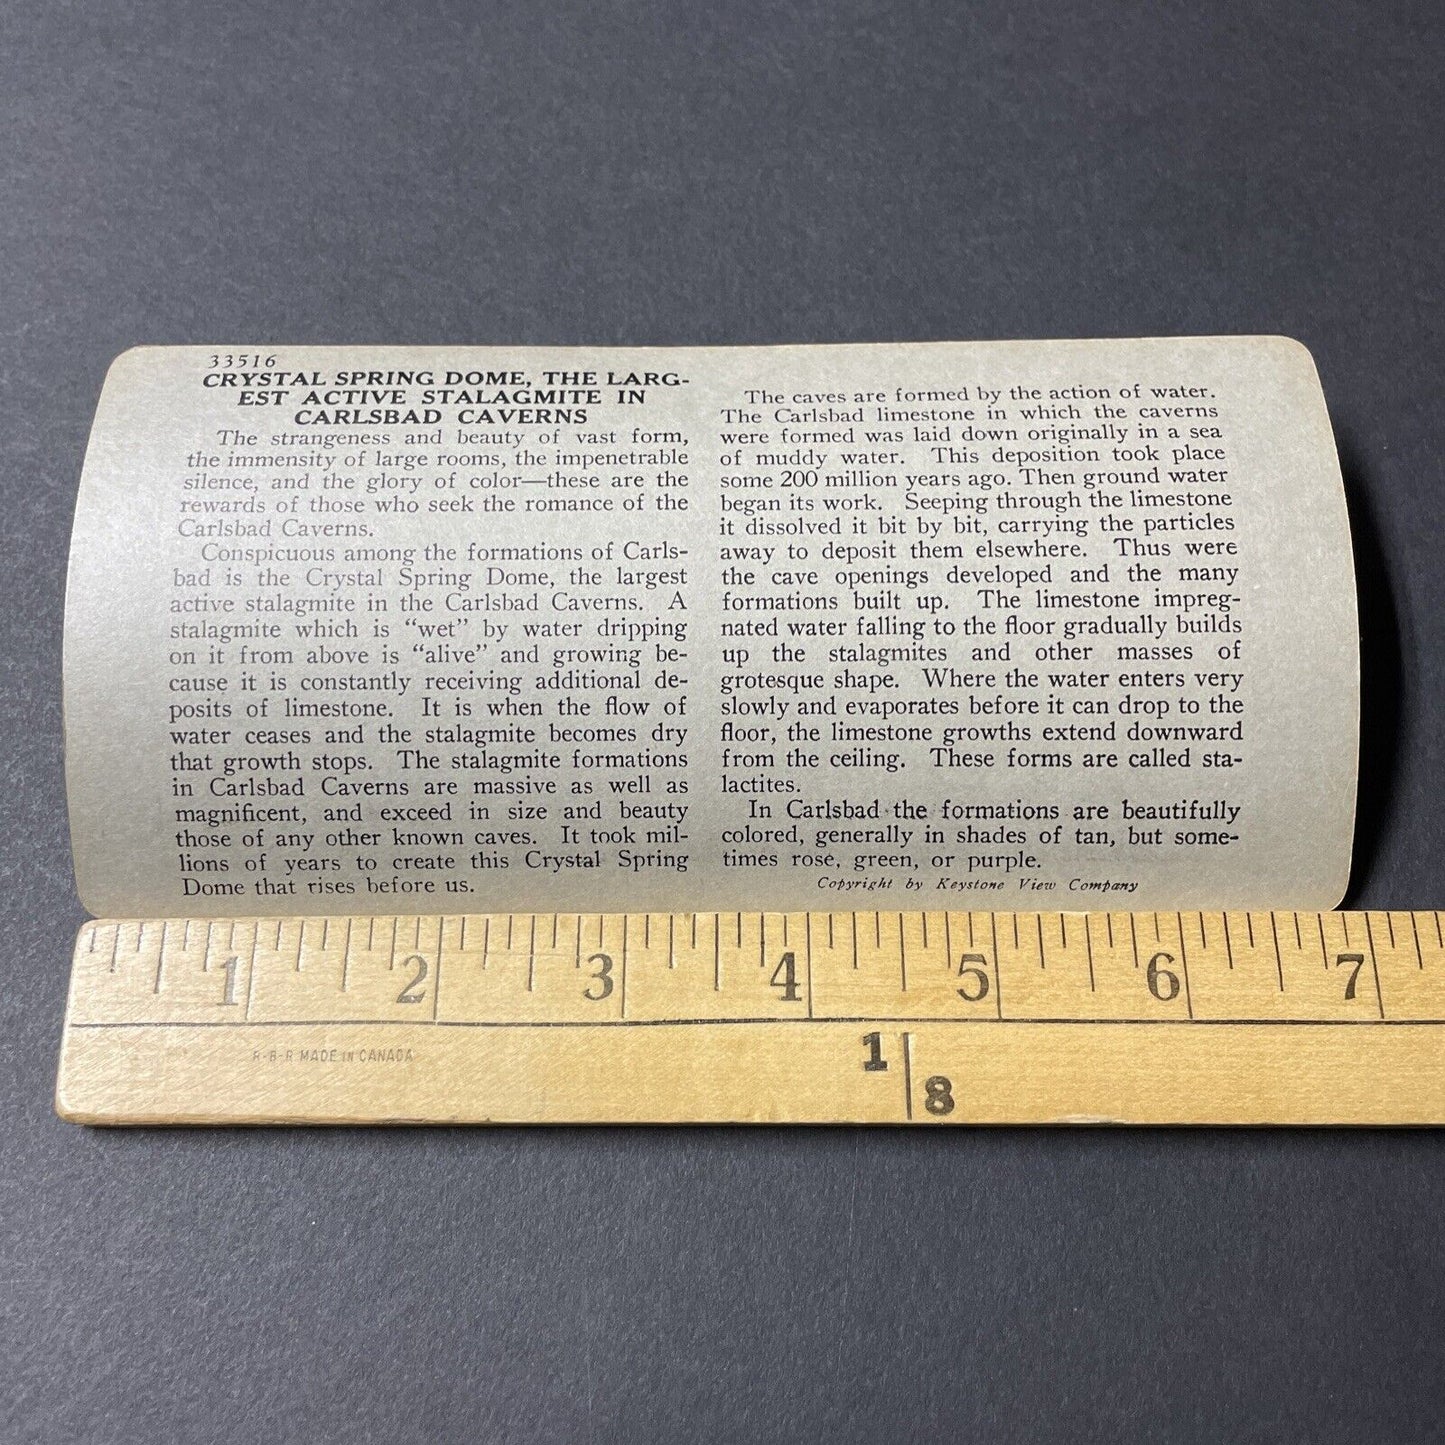 33516
CRYSTAL SPRING DOME, THE LARG-
EST ACTIVE STALAGMITE IN
CARLSBAD CAVERNS
The strangeness and beauty of vast form,
the immensity of large rooms, the impenetrable
silence, and the glory of color—these are the
rewards of those who seek the romance of the
Carlsbad Caverns.
Conspicuous among the formations of Carls-
bad is the Crystal Spring Dome, the largest
active stalagmite in the Carlsbad Caverns. A
stalagmite which is "wet" by water dripping
on it from above is "alive" and growing be-
cause it is constantly receiving additional de-
posits of limestone. It is when the flow of
water ceases and the stalagmite becomes dry
that growth stops. The stalagmite formations
in Carlsbad Caverns are massive as well as
magnificent, and exceed in size and beauty
those of any other known caves. It took mil-
lions of years to create this Crystal Spring
Dome that rises before us.
The caves are formed by the action of water.
The Carlsbad limestone in which the caverns
were formed was laid down originally in a sea
of muddy water. This deposition took place
some 200 million years ago. Then ground water
began its work. Seeping through the limestone
it dissolved it bit by bit, carrying the particles
away to deposit them elsewhere. Thus were
the cave openings developed and the many
formations built up. The limestone impreg-
nated water falling to the floor gradually builds
up the stalagmites and other masses of
grotesque shape. Where the water enters very
slowly and evaporates before it can drop to the
floor, the limestone growths extend downward
from the ceiling. These forms are called sta-
lactites.
In Carlsbad the formations are beautifully
colored, generally in shades of tan, but some-
times rose, green, or purple.
Copyright by Keystone View Company
1 2 3 4 5 6 7
R-B-R MADE IN CANADA
1 8